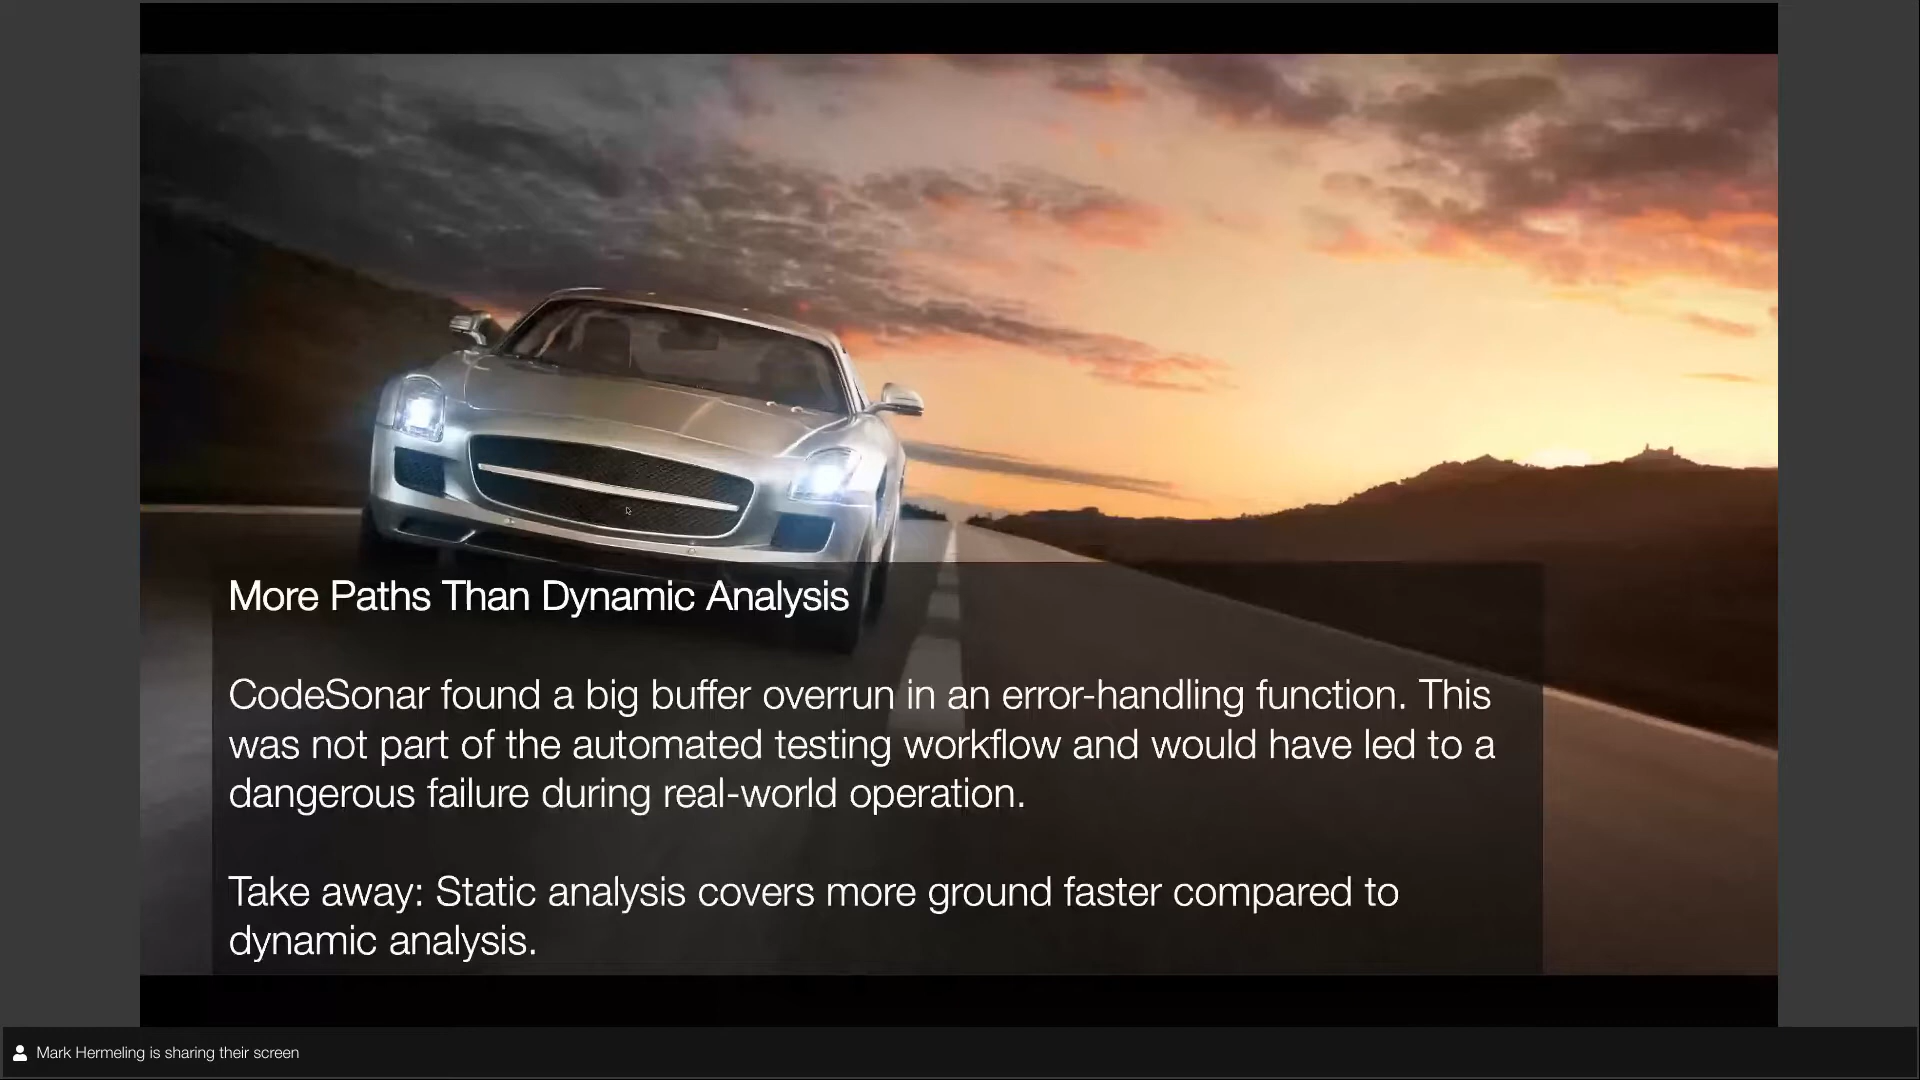 More Paths Than Dynamic Analysis
CodeSonar found a big buffer overrun in an error-handling function. This
was not part of the automated testing workflow and would have led to a
dangerous failure during real-world operation.
Take away: Static analysis covers more ground faster compared to
dynamic analysis.
Mark Hermeling is sharing their screen